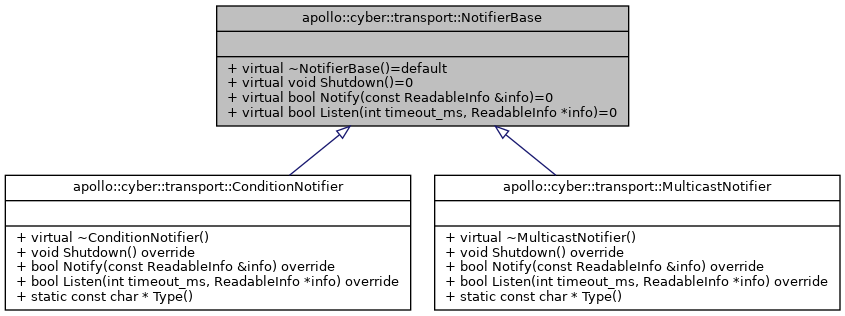 apollo::cyber::transport::NotifierBase
+ virtual ~NotifierBase()=default
+ virtual void Shutdown()=0
+ virtual bool Notify(const ReadableInfo &info)=0
+ virtual bool Listen(int timeout_ms, ReadableInfo *info)=0
apollo::cyber::transport::ConditionNotifier
+ virtual ~ConditionNotifier()
+ void Shutdown() override
+ bool Notify(const ReadableInfo &info) override
+ bool Listen(int timeout_ms, ReadableInfo *info) override
+ static const char * Type()
apollo::cyber::transport::MulticastNotifier
+ virtual ~MulticastNotifier()
+ void Shutdown() override
+ bool Notify(const ReadableInfo &info) override
+ bool Listen(int timeout_ms, ReadableInfo *info) override
+ static const char * Type()